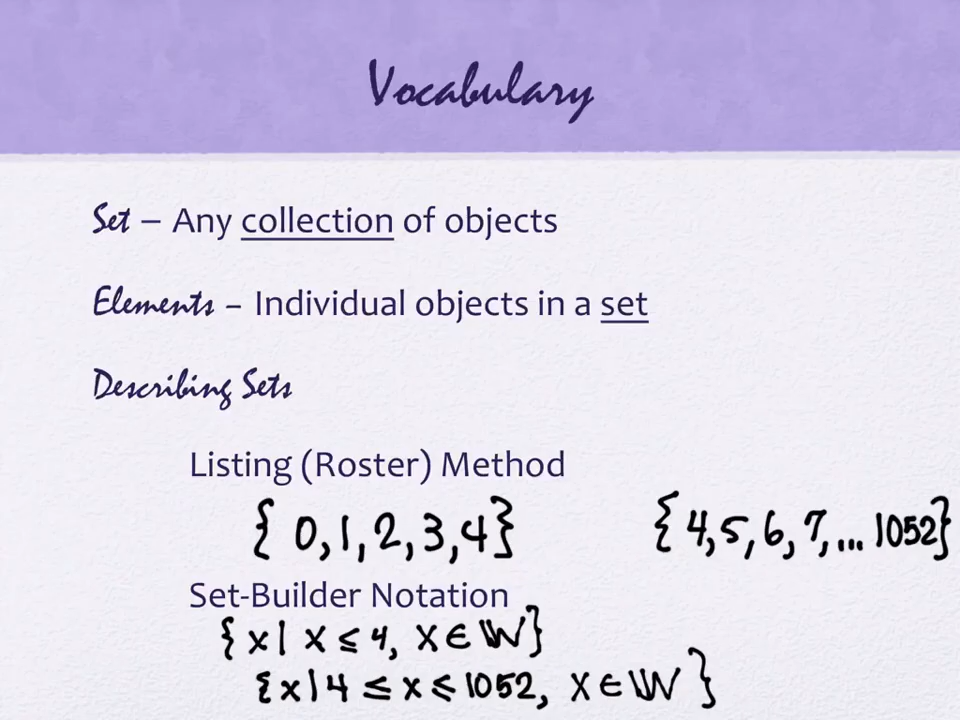 Vocabulary
Set – Any collection of objects
Elements – Individual objects in a set
Describing Sets
Listing (Roster) Method
{ 0, 1, 2, 3, 4 } { 4, 5, 6, 7, ... 1052 }
Set-Builder Notation
{ x | x ≤ 4, x ∈ 𝕎 }
{ x | 4 ≤ x ≤ 1052, x ∈ 𝕎 }